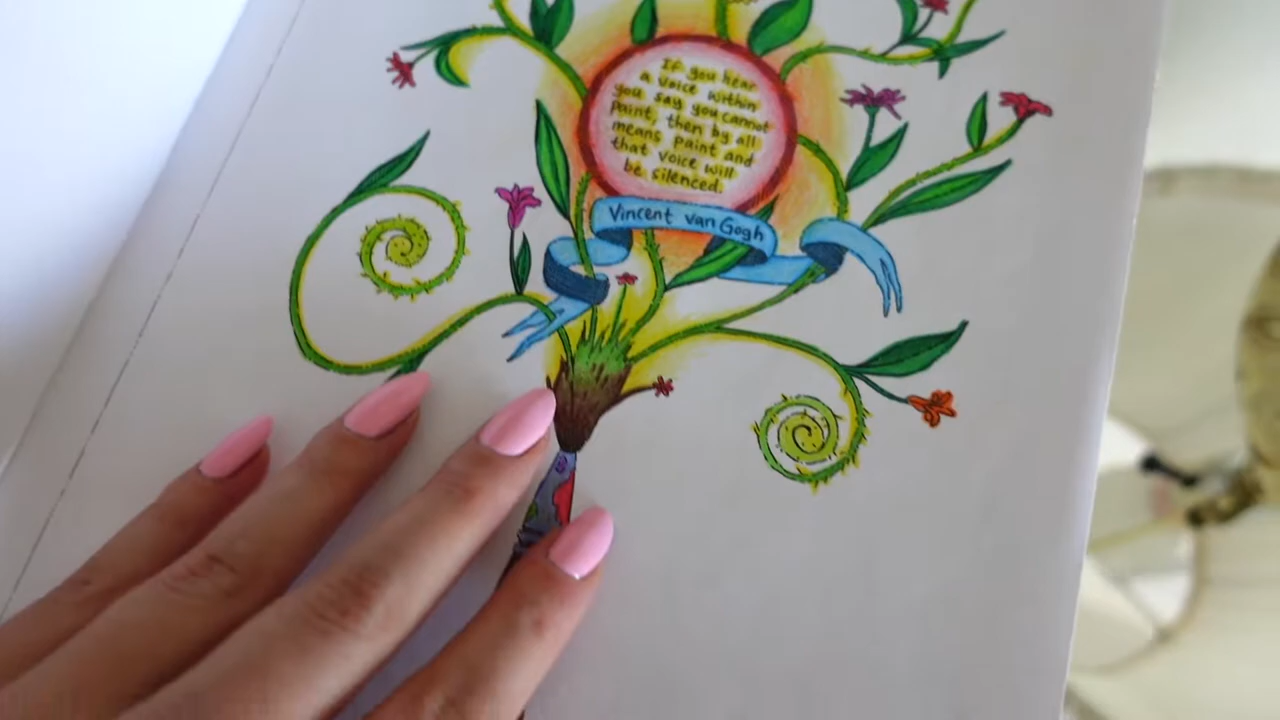 If you hear
a voice within
you say you cannot
paint, then by all
means paint and
that voice will
be silenced.
Vincent van Gogh